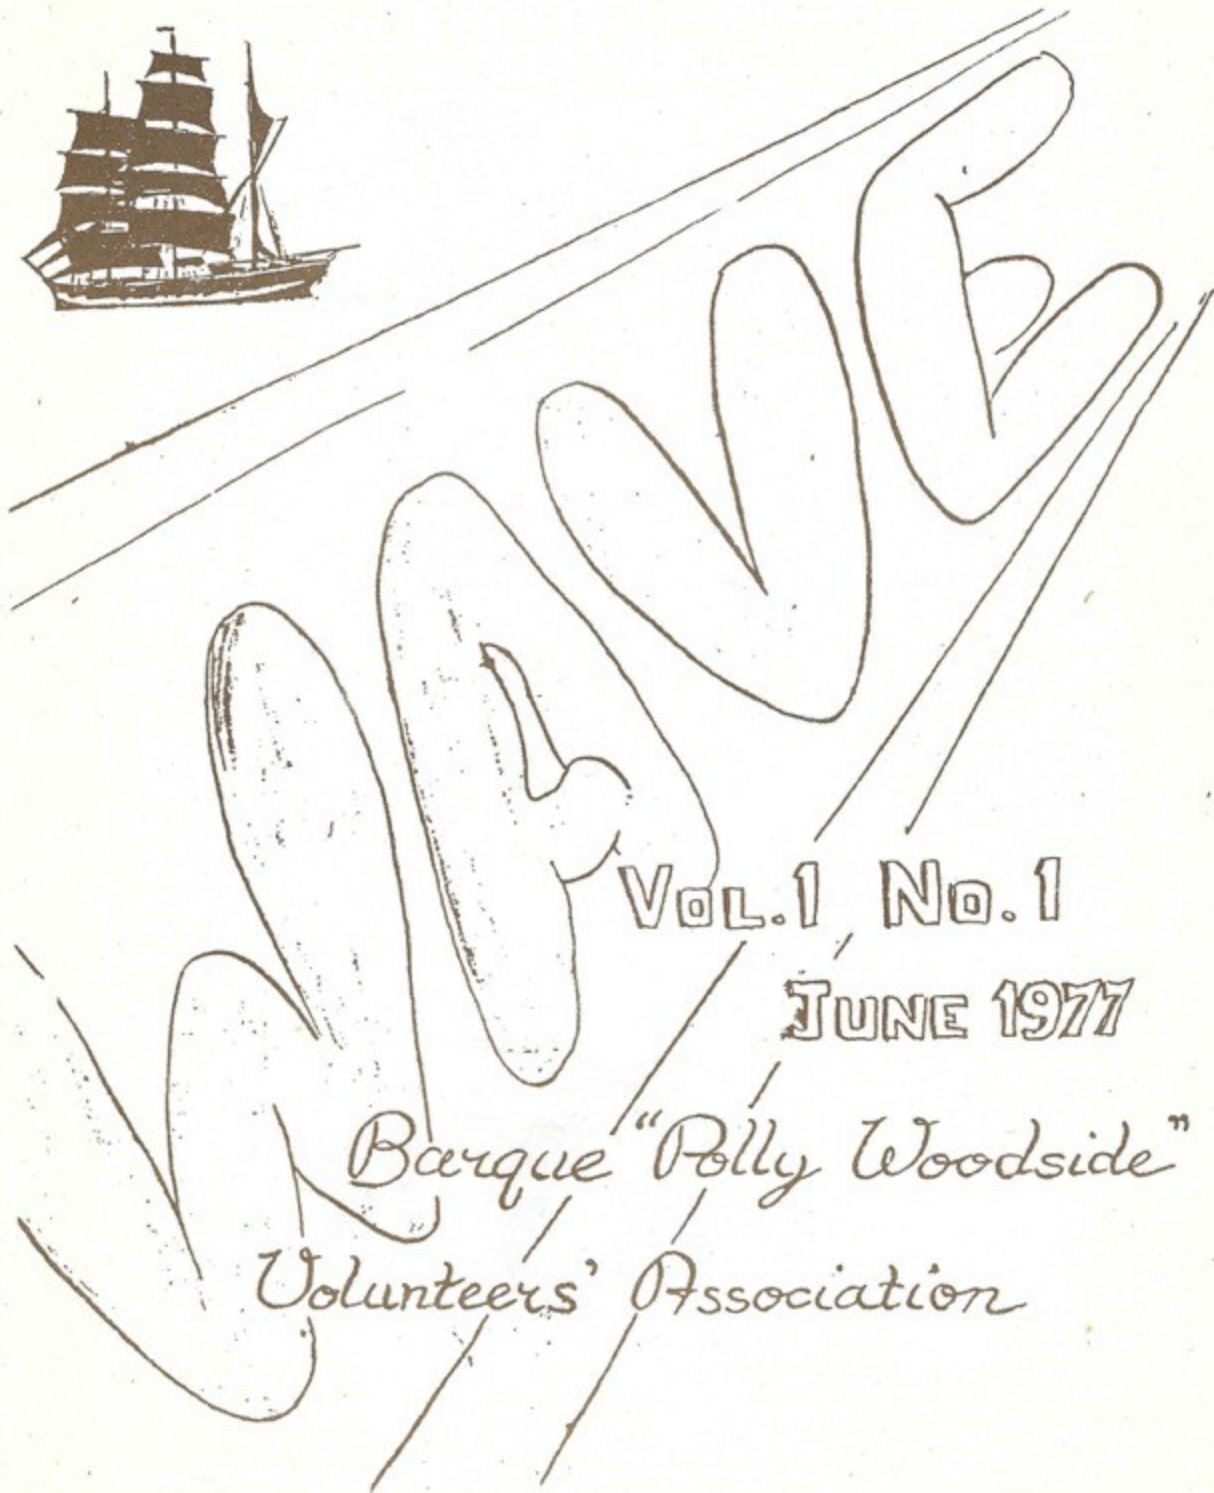 WAVE
VOL.1 NO.1
JUNE 1977
Barque "Polly Woodside"
Volunteers' Association